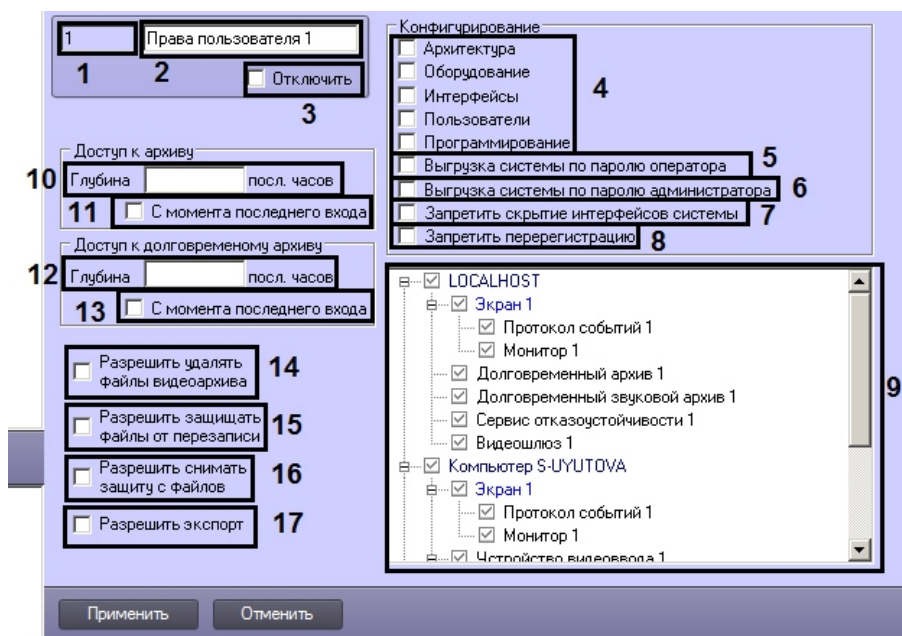 1
Права пользователя 1
1
2
Отключить
3
Конфигурирование
Архитектура
Оборудование
Интерфейсы
Пользователи
Программирование
4
Выгрузка системы по паролю оператора
5
Выгрузка системы по паролю администратора
6
Запретить скрытие интерфейсов системы
7
Запретить перерегистрацию
8
Доступ к архиву
10
Глубина
посл. часов
11
С момента последнего входа
Доступ к долговременому архиву
12
Глубина
посл. часов
13
С момента последнего входа
Разрешить удалять
файлы видеоархива
14
Разрешить защищать
файлы от перезаписи
15
Разрешить снимать
защиту с файлов
16
Разрешить экспорт
17
LOCALHOST
Экран 1
Протокол событий 1
Монитор 1
Долговременный архив 1
Долговременный звуковой архив 1
Сервис отказоустойчивости 1
Видеошлюз 1
Компьютер S-UYUTOVA
Экран 1
Протокол событий 1
Монитор 1
Устройство видеоввода 1
9
Применить
Отменить